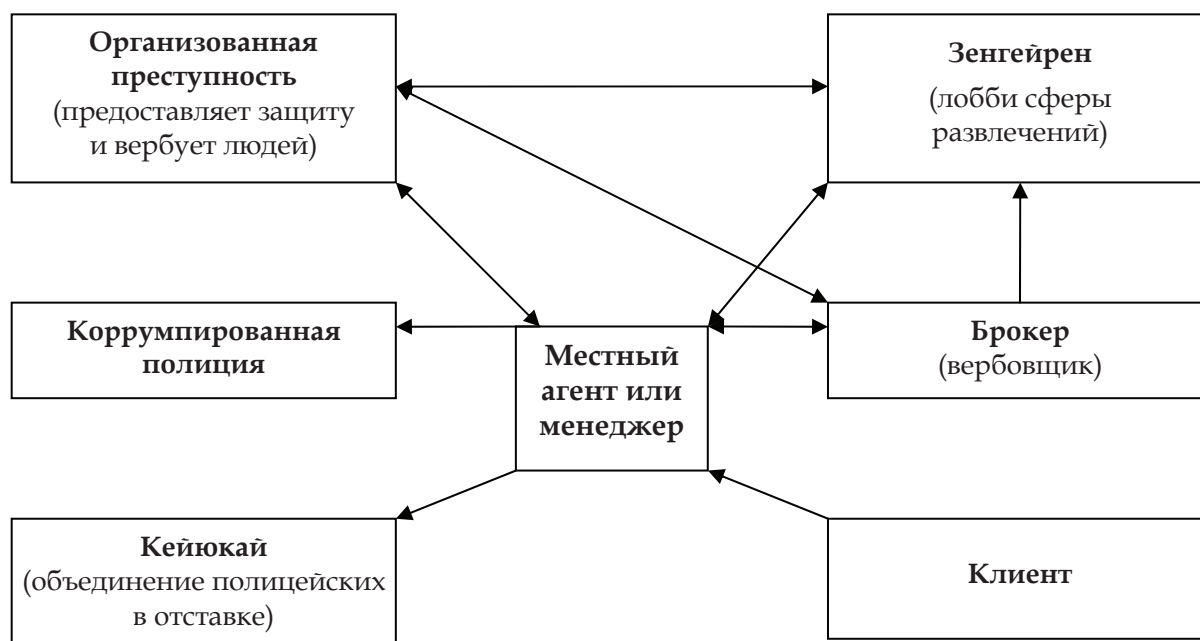 Организованная
преступность
(предоставляет защиту
и вербует людей)
Зенгейрен
(лобби сферы
развлечений)
Коррумпированная
полиция
Местный
агент или
менеджер
Брокер
(вербовщик)
Кейюкай
(объединение полицейских
в отставке)
Клиент